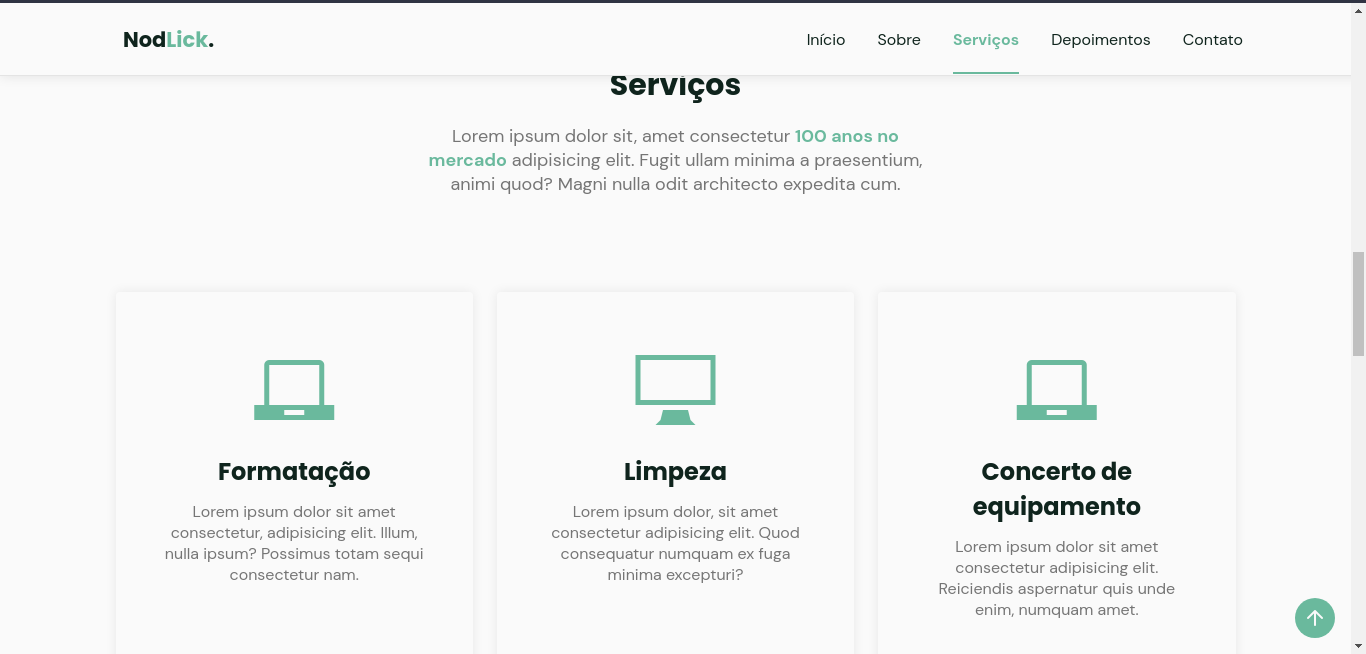 NodLick.
Início
Sobre
Serviços
Depoimentos
Contato
Serviços
Lorem ipsum dolor sit, amet consectetur 100 anos no
mercado adipisicing elit. Fugit ullam minima a praesentium,
animi quod? Magni nulla odit architecto expedita cum.
Formatação
Lorem ipsum dolor sit amet
consectetur, adipisicing elit. Illum,
nulla ipsum? Possimus totam sequi
consectetur nam.
Limpeza
Lorem ipsum dolor, sit amet
consectetur adipisicing elit. Quod
consequatur numquam ex fuga
minima excepturi?
Concerto de
equipamento
Lorem ipsum dolor sit amet
consectetur adipisicing elit.
Reiciendis aspernatur quis unde
enim, numquam amet.